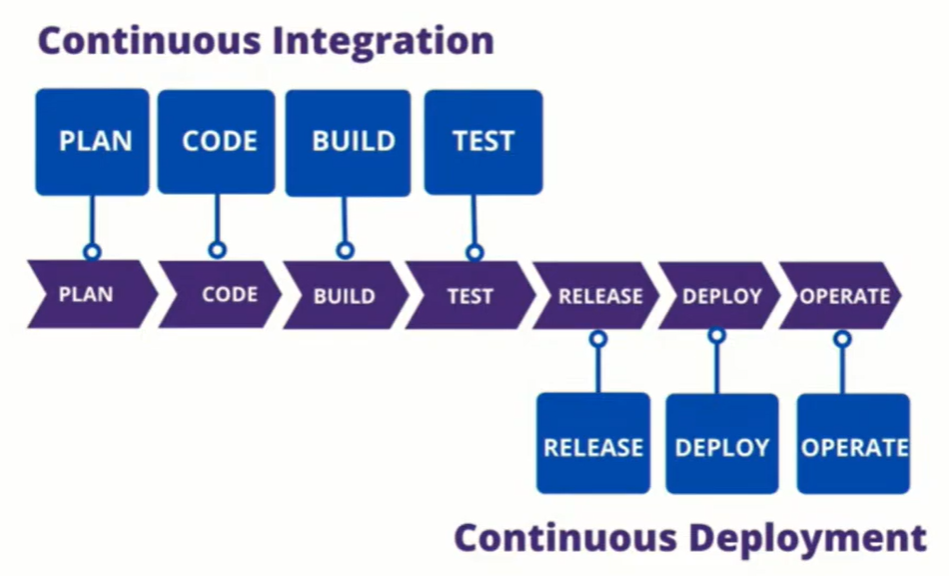 Continuous Integration
PLAN CODE BUILD TEST
PLAN CODE BUILD TEST RELEASE DEPLOY OPERATE
RELEASE DEPLOY OPERATE
Continuous Deployment